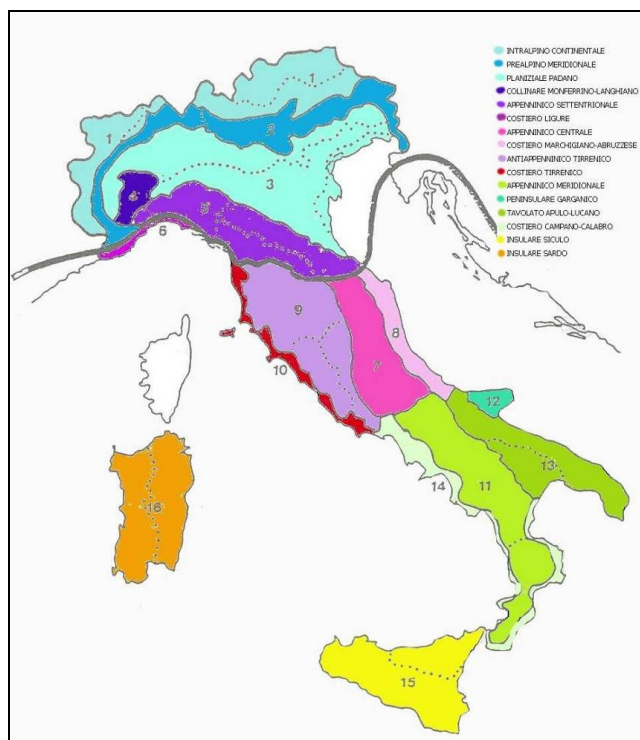 INTRALPINO CONTINENTALE
PREALPINO MERIDIONALE
PLANIZIALE PADANO
COLLINARE MONFERRINO-LANGHIANO
APPENNINICO SETTENTRIONALE
COSTIERO LIGURE
APPENNINICO CENTRALE
COSTIERO MARCHIGIANO-ABRUZZESE
ANTIAPPENNINICO TIRRENICO
COSTIERO TIRRENICO
APPENNINICO MERIDIONALE
PENINSULARE GARGANICO
TAVOLATO APULO-LUCANO
COSTIERO CAMPANO-CALABRO
INSULARE SICULO
INSULARE SARDO
1
1
2
3
4
5
6
9
8
10
7
12
13
14
11
16
15